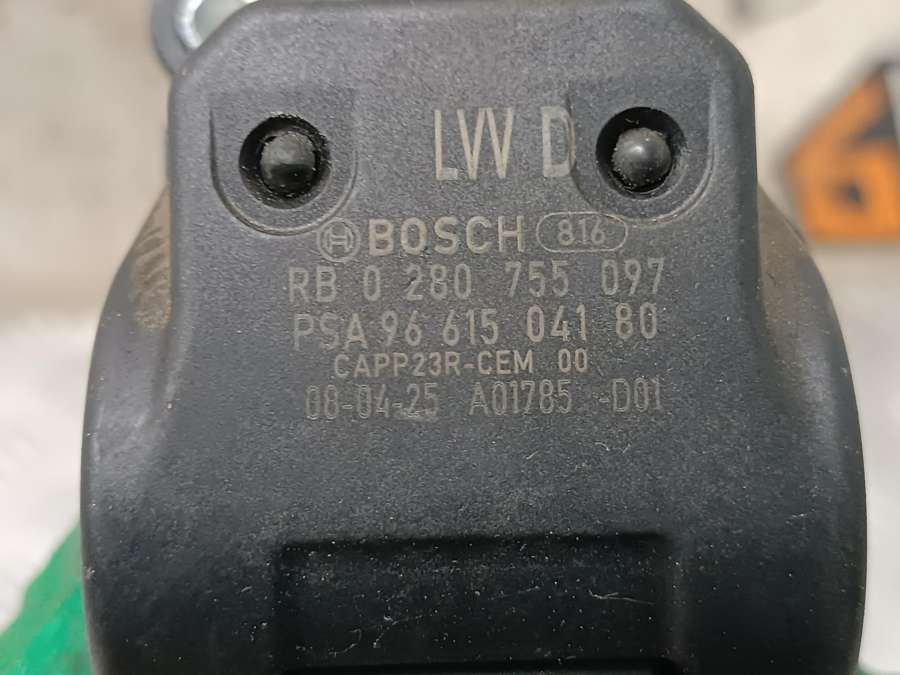 LW D
BOSCH 816
RB 0 280 755 097
PSA 96 615 041 80
CAPP23R-CEM 00
08-04-25 A01785 -D01